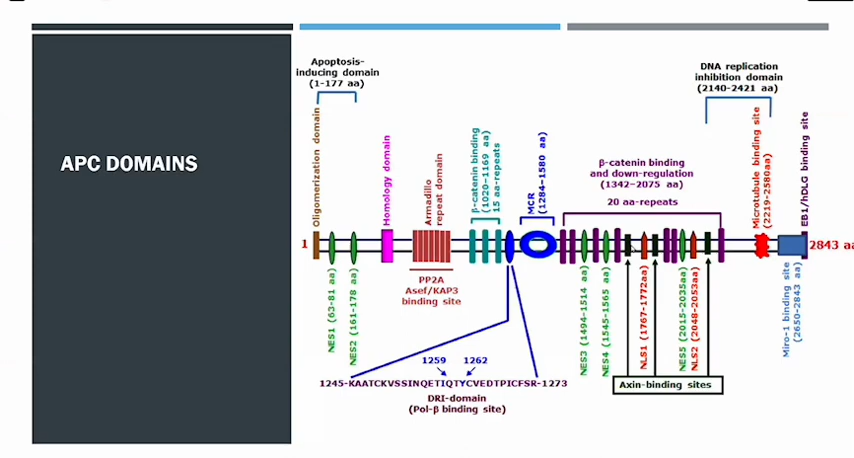 APC DOMAINS
Apoptosis-
inducing domain
(1-177 aa)
DNA replication
inhibition domain
(2140-2421 aa)
Oligomerization domain
Homology domain
Armadillo
repeat domain
β-catenin binding
(1020-1169 aa)
15 aa-repeats
MCR
(1284-1580 aa)
β-catenin binding
and down-regulation
(1342-2075 aa)
20 aa-repeats
Microtubule binding site
(2219-2580aa)
EB1/hDLG binding site
1
2843 aa
NES1 (63-81 aa)
NES2 (161-178 aa)
PP2A
Asef/KAP3
binding site
NES3 (1494-1514 aa)
NES4 (1545-1565 aa)
NLS1 (1767-1772aa)
NES5 (2015-2035aa)
NLS2 (2048-2053aa)
Miro-1 binding site
(2650-2843 aa)
Axin-binding sites
1259 1262
1245-KAATCKVSSINQETIQTYCVEDTPICFSR-1273
DRI-domain
(Pol-β binding site)